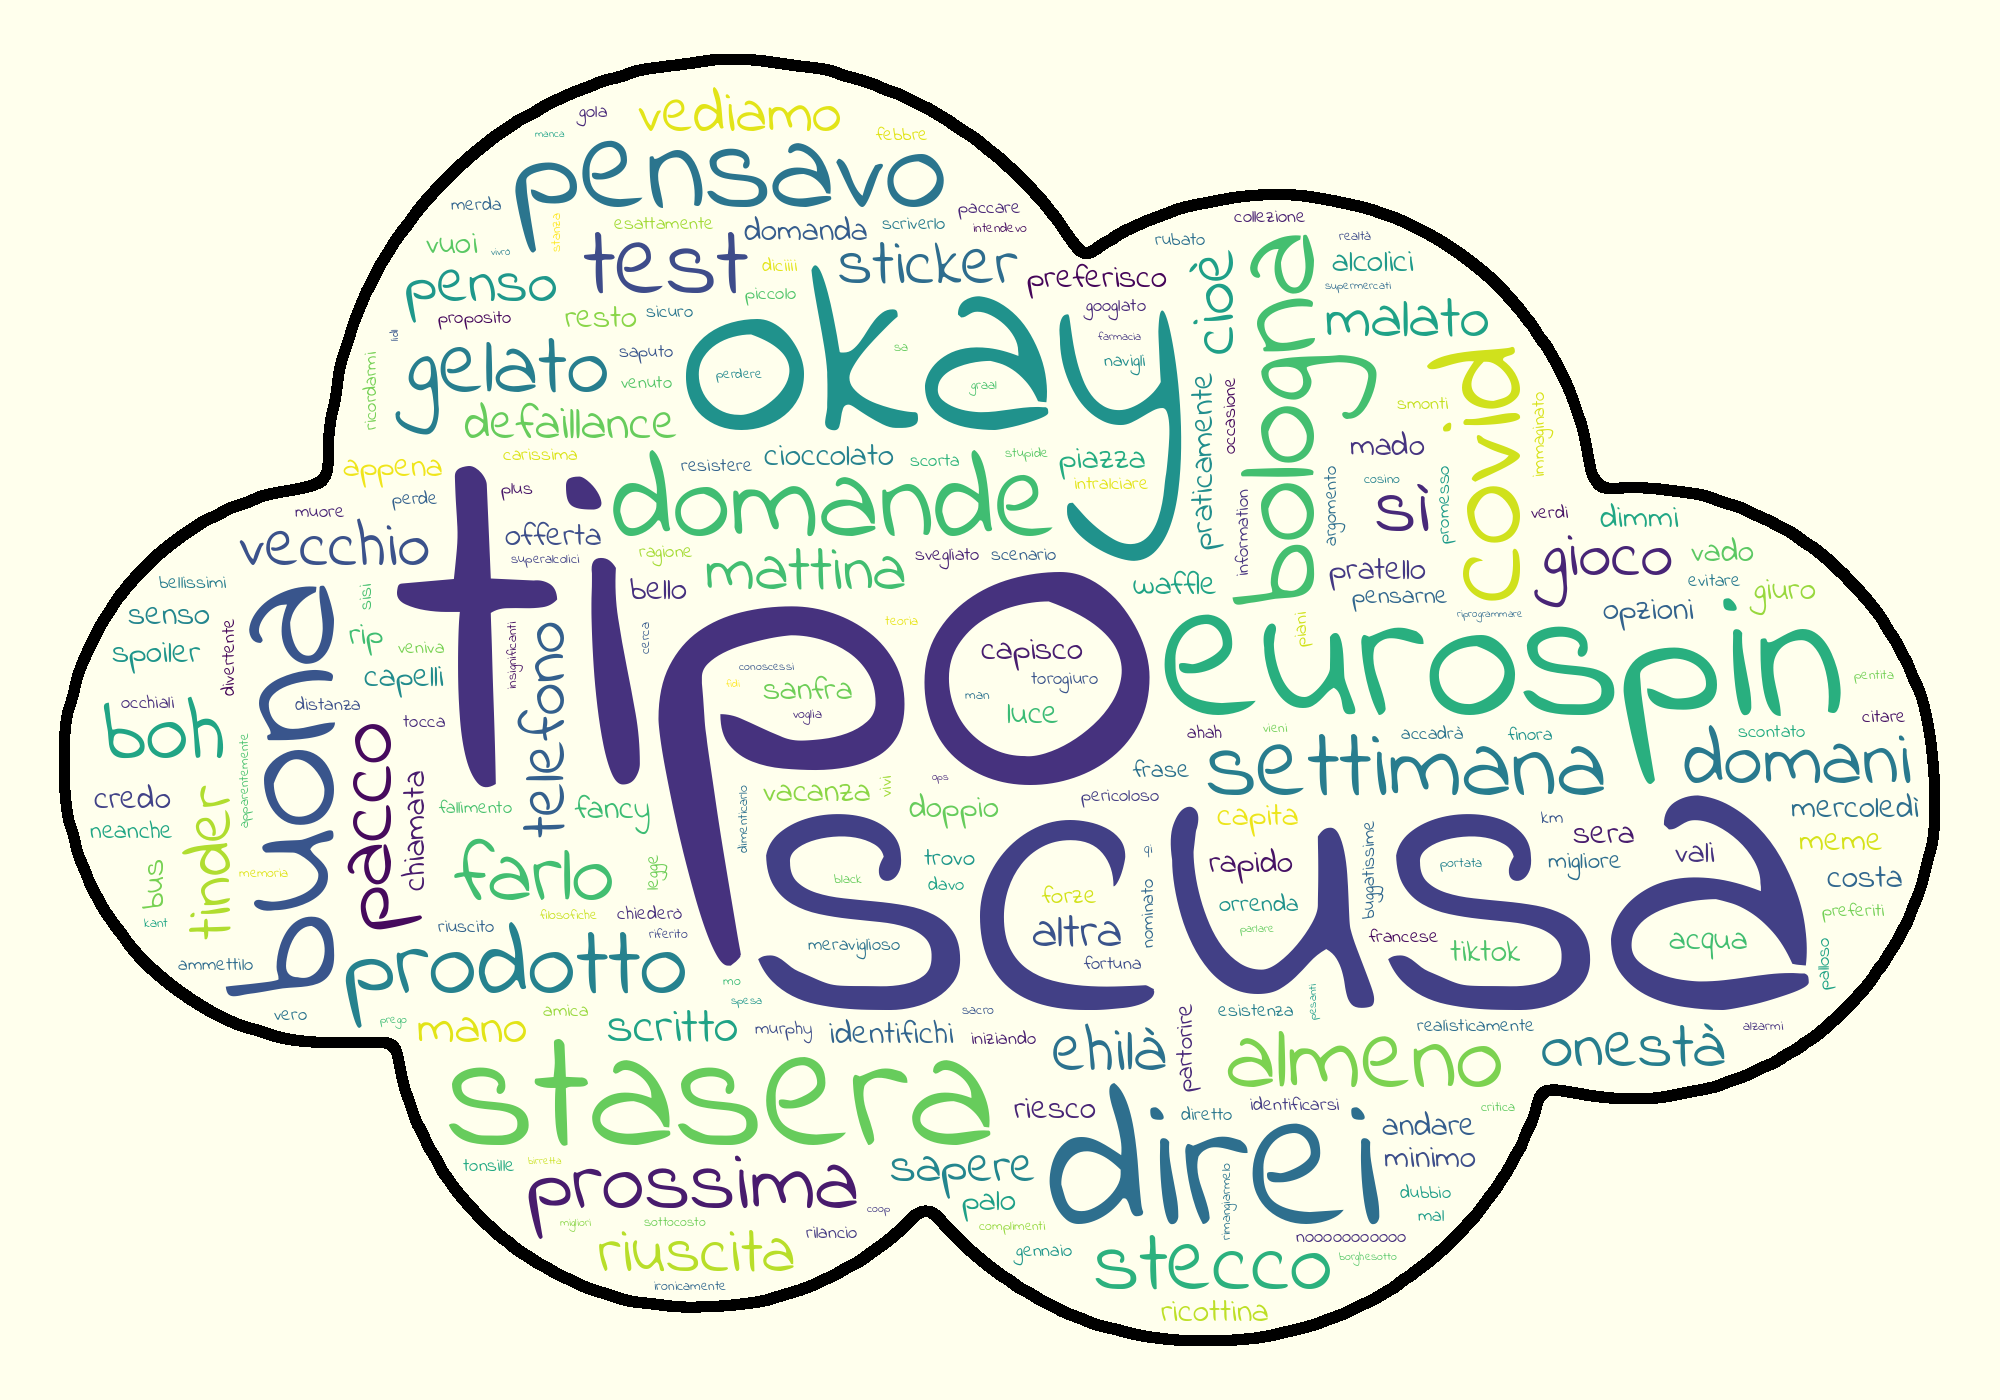 gola
vediamo
manca
febbre
pensavo
merda
stanza
esattamente
domanda
scriverlo
paccare
intendevo
collezione
vuoi
vivro
test
diciiii
sticker
rubato
realtà
penso
piccolo
preferisco
cioè
bologna
alcolici
supermercati
proposito
resto
sicuro
okay
googlato
malato
lidl
gelato
saputo
sa
farmacia
ricordarmi
venuto
perdere
graal
navigli
covid
defaillance
praticamente
occasione
smonti
immaginato
appena
carissima
resistere
cioccolato
scorta
stupide
piazza
mado
perde
plus
tipo
domande
intralciare
information
argomento
cosino
promesso
muore
sì
verdi
dimmi
vecchio
offerta
ragione
mattina
svegliato
scenario
gioco
vado
superalcolici
bellissimi
sisi
buona
bello
waffle
pratello
pensarne
evitare
giuro
senso
divertente
rip
insignificanti
telefono
cerca
teoria
piani
riprogrammare
opzioni
spoiler
veniva
capisco
eurospin
capelli
conoscessi
fidi
sanfra
torogiuro
man
pentita
occhiali
distanza
voglia
luce
citare
boh
tocca
apparentemente
pacco
ahah
vieni
accadrà
finora
scontato
domani
credo
chiamata
vacanza
vivi
ops
frase
settimana
neanche
tinder
fallimento
fancy
dimenticarlo
doppio
pericoloso
mercoledì
scusa
capita
km
sera
meme
bus
memoria
farlo
legge
trovo
qi
rapido
buggatissime
portata
migliore
valì
costa
black
davo
forze
nominato
orrenda
kant
filosofiche
chiederò
altra
parlare
francese
preferiti
riuscito
riferito
meraviglioso
tiktok
acqua
palloso
ammettilo
prodotto
fortuna
mo
vero
prego
mano
amica
scritto
spesa
murphy
identifichi
sacro
iniziando
ehilà
partorire
esistenza
pesanti
realisticamente
alzarmi
almeno
onestà
stasera
riesco
direi
diretto
identificarsi
critica
andare
tonsille
birretta
prossima
sapere
rimangiarmelo
minimo
palo
dubbio
migliori
sottocosto
coop
mal
rilancio
complimenti
riuscita
gennaio
stecco
nooooooooooo
borghesotto
ironicamente
ricottina